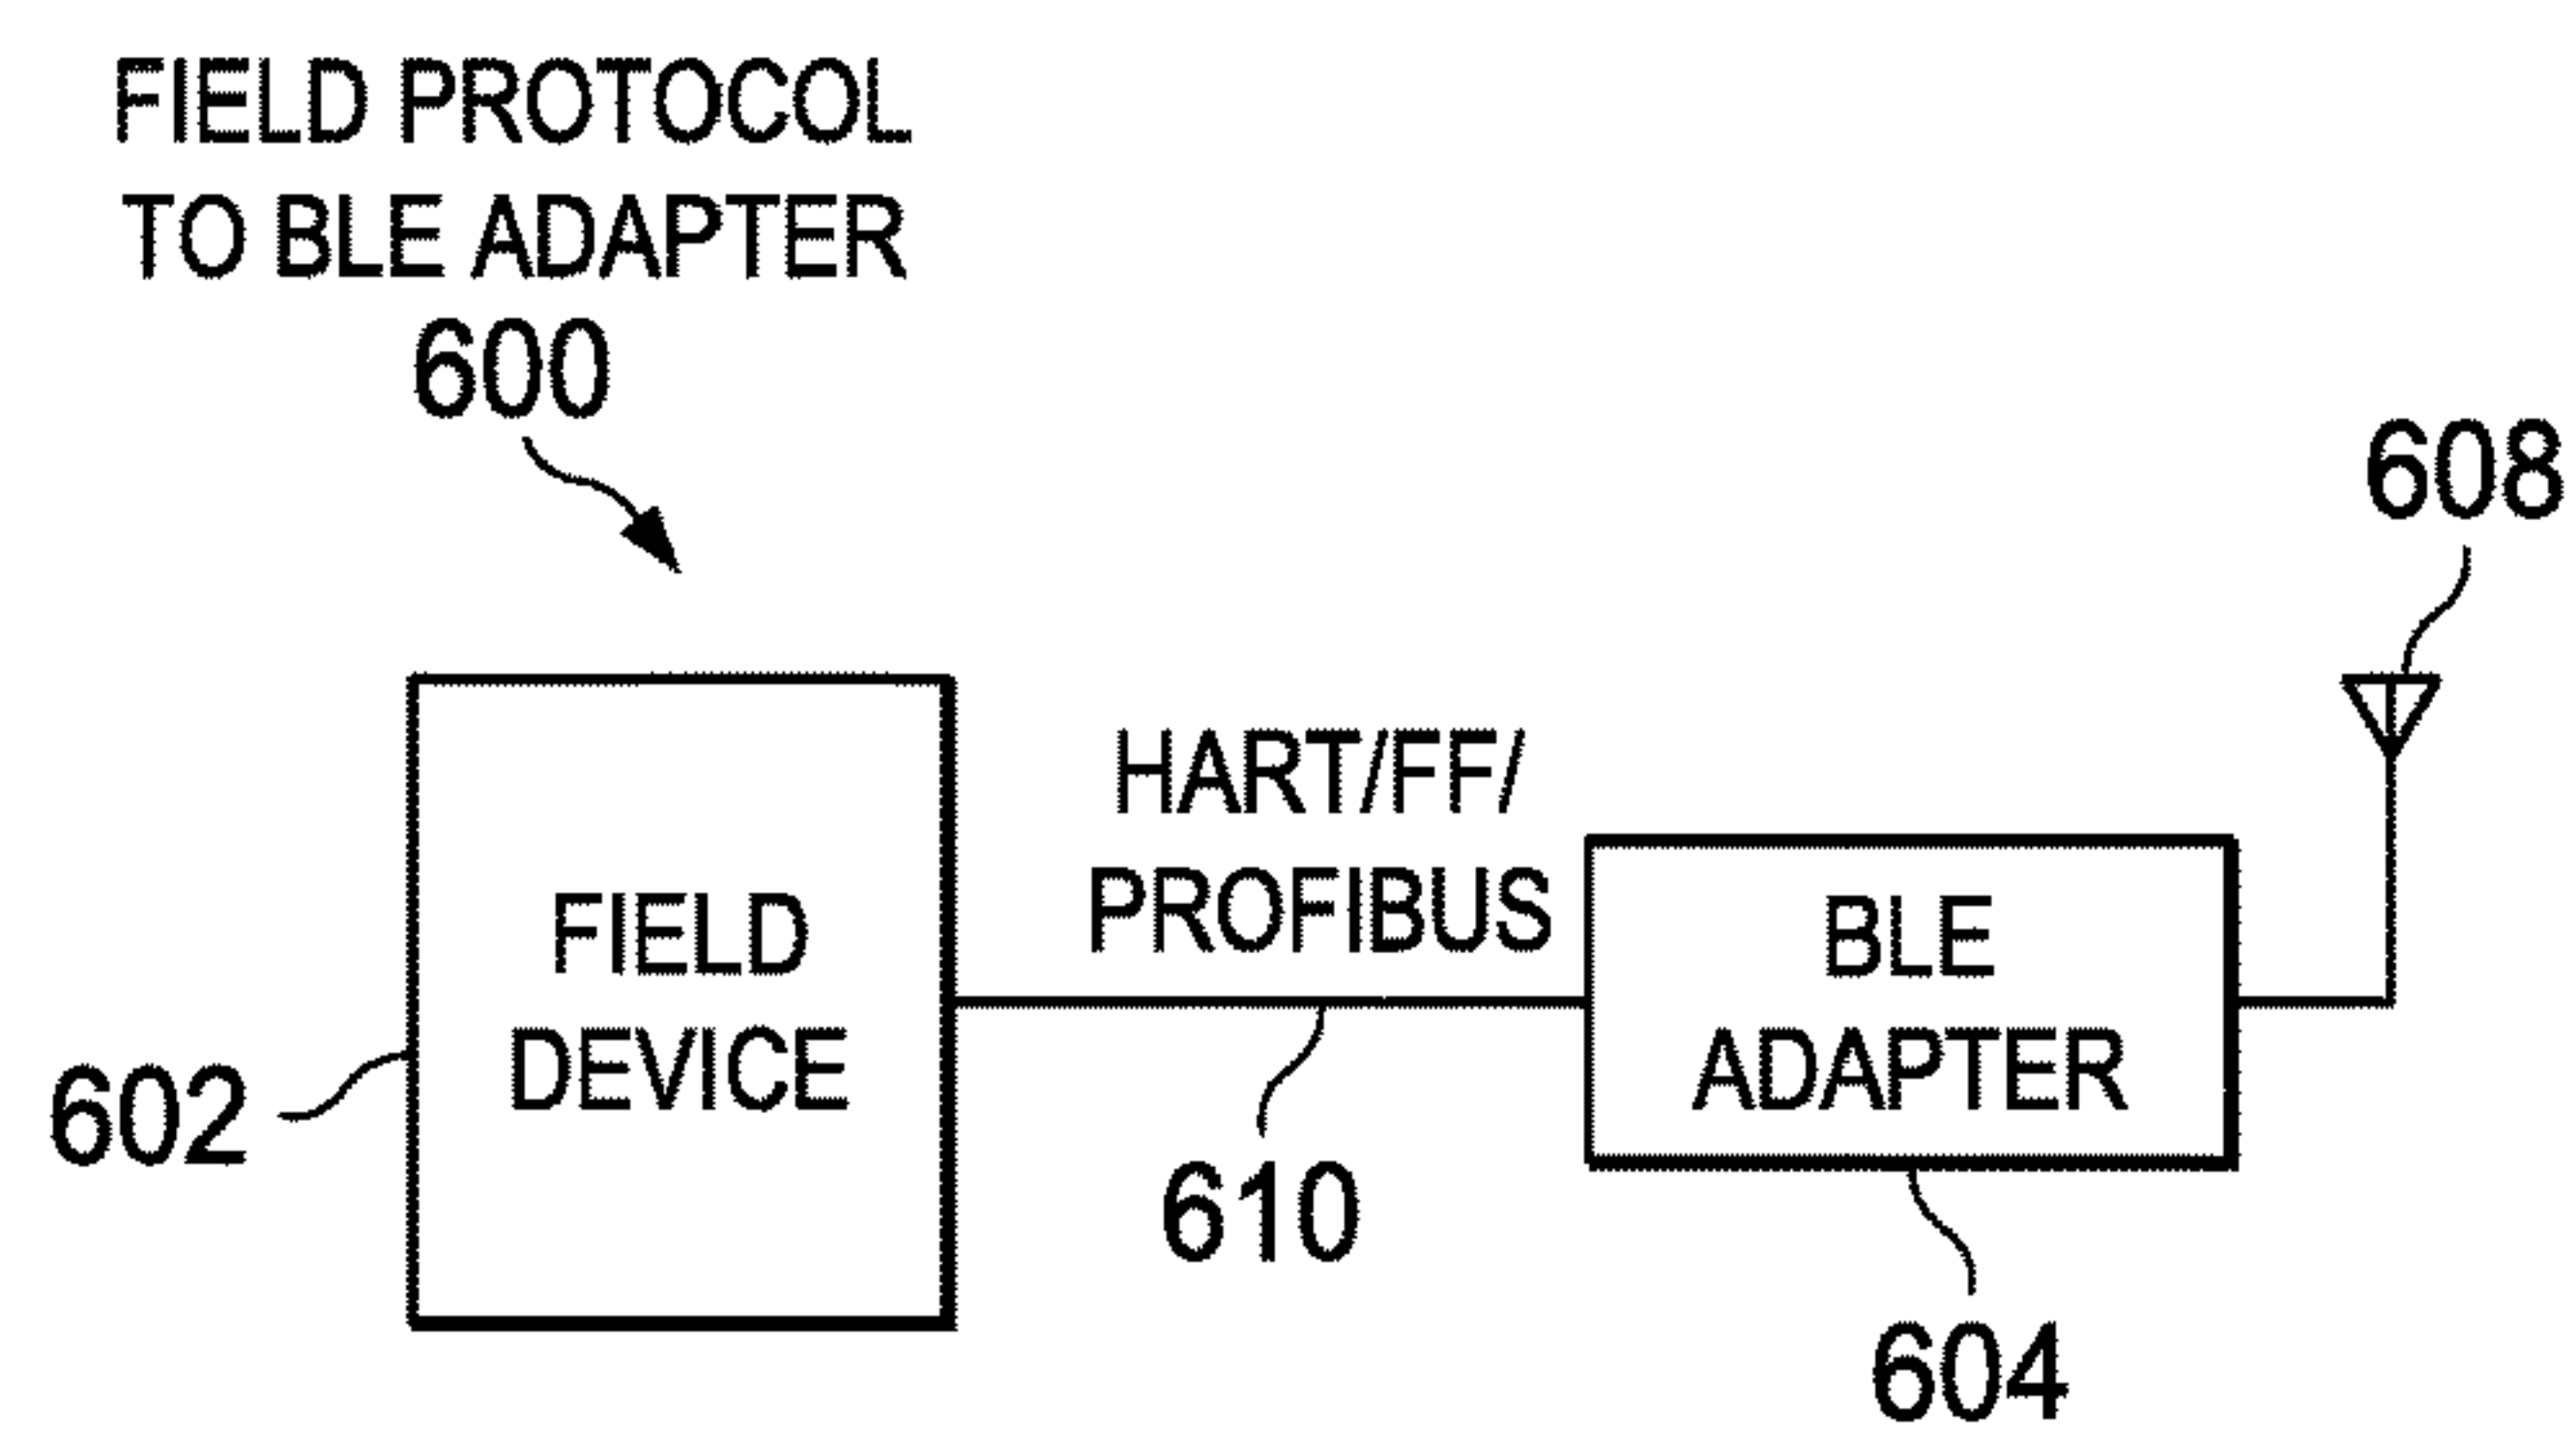 FIELD PROTOCOL
TO BLE ADAPTER
600
608
HART/FF/
PROFIBUS
FIELD
DEVICE
BLE
ADAPTER
602
610
604